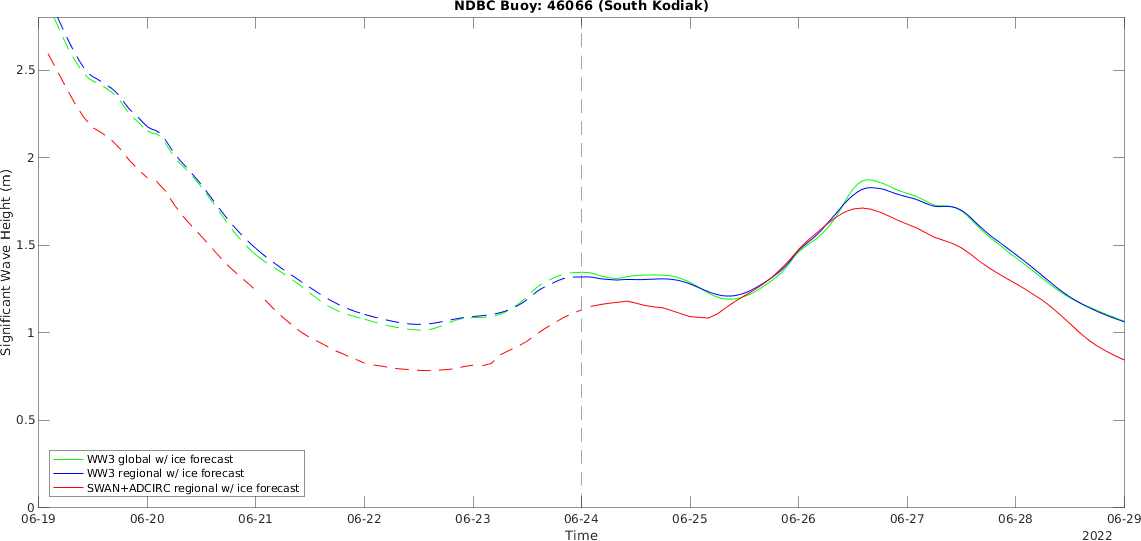 NDBC Buoy: 46066 (South Kodiak)
Significant Wave Height (m)
2.5
2
1.5
1
0.5
0
WW3 global w/ ice forecast
WW3 regional w/ ice forecast
SWAN+ADCIRC regional w/ ice forecast
06-19 06-20 06-21 06-22 06-23 06-24 06-25 06-26 06-27 06-28 06-29
Time
2022